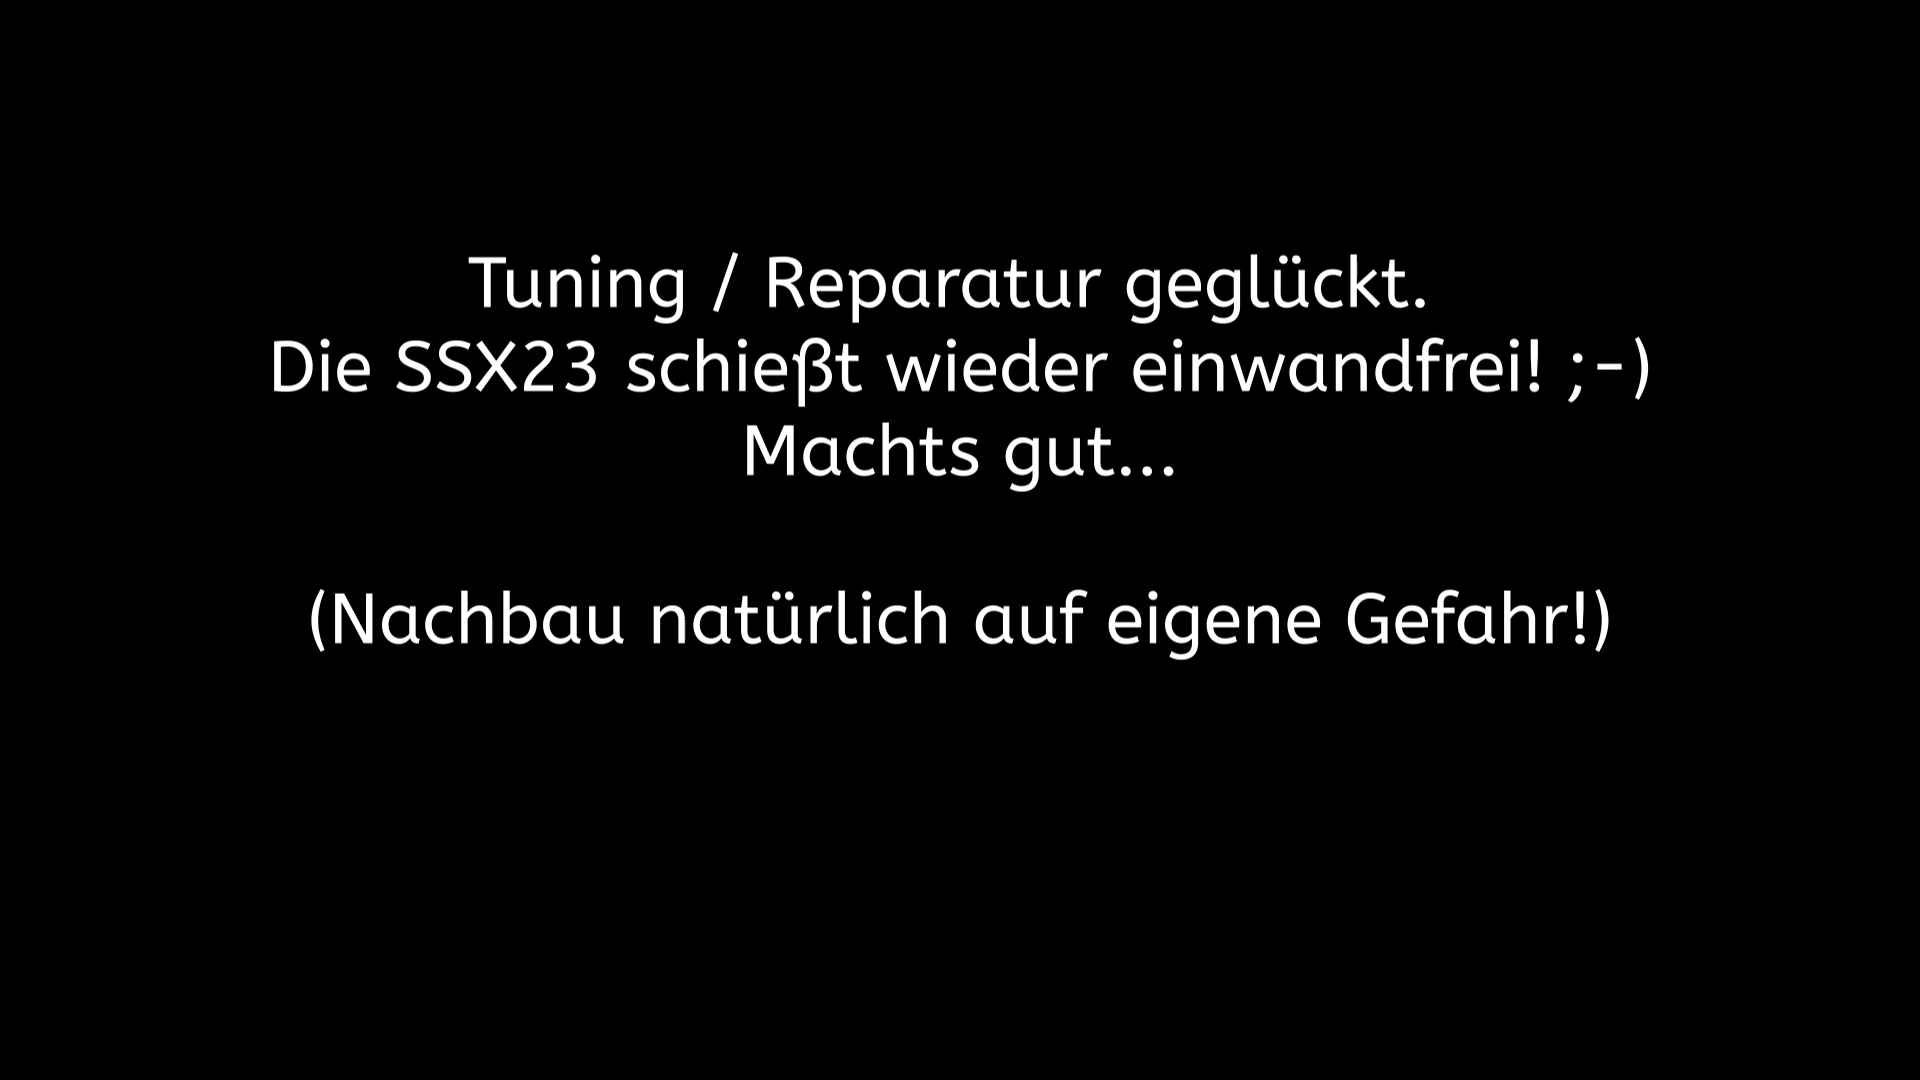 Tuning / Reparatur geglückt.
Die SSX23 schießt wieder einwandfrei! ;-)
Machts gut...
(Nachbau natürlich auf eigene Gefahr!)